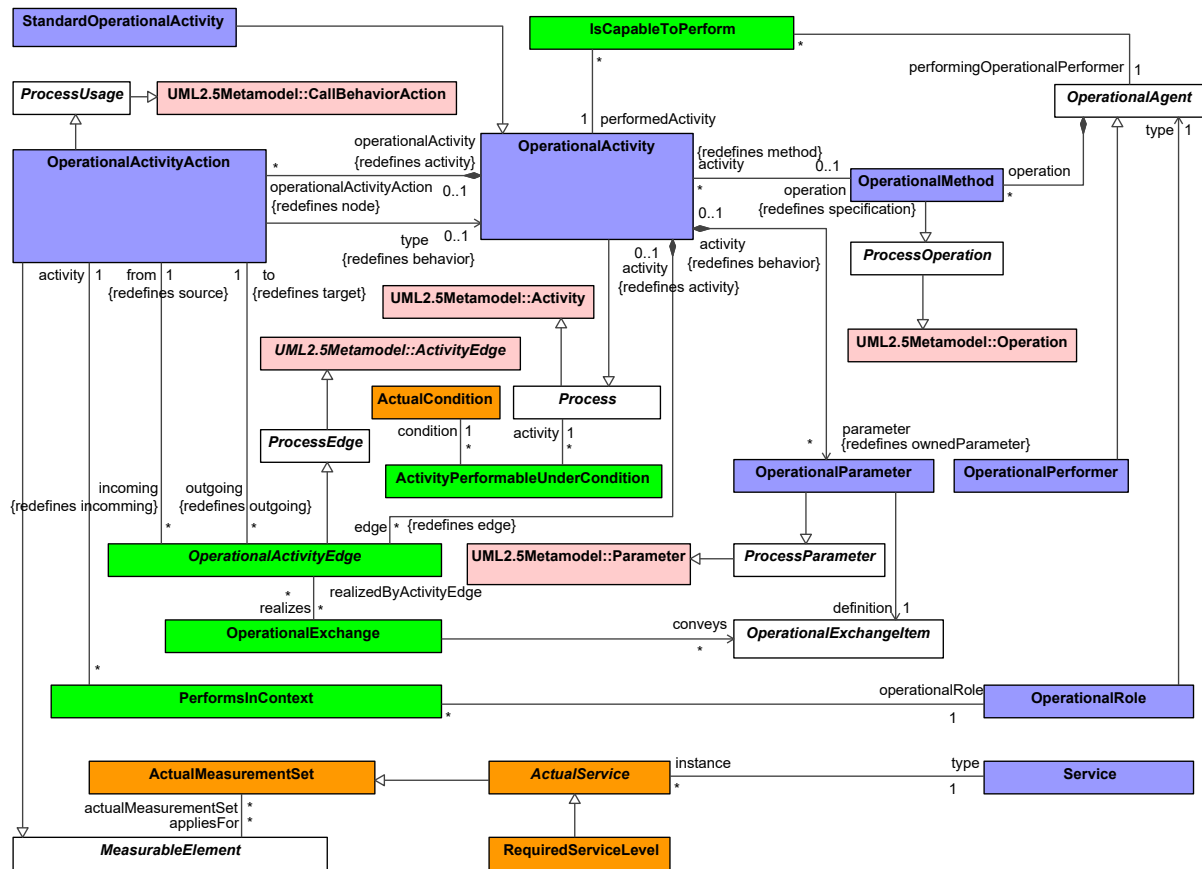 StandardOperationalActivity
IsCapableToPerform
*
*
performingOperationalPerformer
1
ProcessUsage
UML2.5Metamodel::CallBehaviorAction
OperationalAgent
type
1
1
performedActivity
OperationalActivityAction
operationalActivity
{redefines activity}
*
0..1
operationalActivityAction
{redefines node}
type
0..1
{redefines behavior}
OperationalActivity
{redefines method}
activity
0..1
*
operation
{redefines specification}
OperationalMethod
operation
*
0..1
activity
{redefines behavior}
0..1
activity
{redefines activity}
ProcessOperation
UML2.5Metamodel::Operation
activity
1
from
1
{redefines source}
1
to
{redefines target}
UML2.5Metamodel::Activity
UML2.5Metamodel::ActivityEdge
ActualCondition
Process
condition
1
*
activity
1
*
ProcessEdge
ActivityPerformableUnderCondition
parameter
*
{redefines ownedParameter}
OperationalParameter
OperationalPerformer
incoming
{redefines incomming}
*
outgoing
{redefines outgoing}
*
edge
*
{redefines edge}
OperationalActivityEdge
UML2.5Metamodel::Parameter
ProcessParameter
*
realizedByActivityEdge
realizes
*
definition
1
OperationalExchange
conveys
*
OperationalExchangeItem
*
PerformsInContext
*
operationalRole
1
OperationalRole
ActualMeasurementSet
ActualService
instance
*
type
1
Service
actualMeasurementSet
*
appliesFor
*
MeasurableElement
RequiredServiceLevel